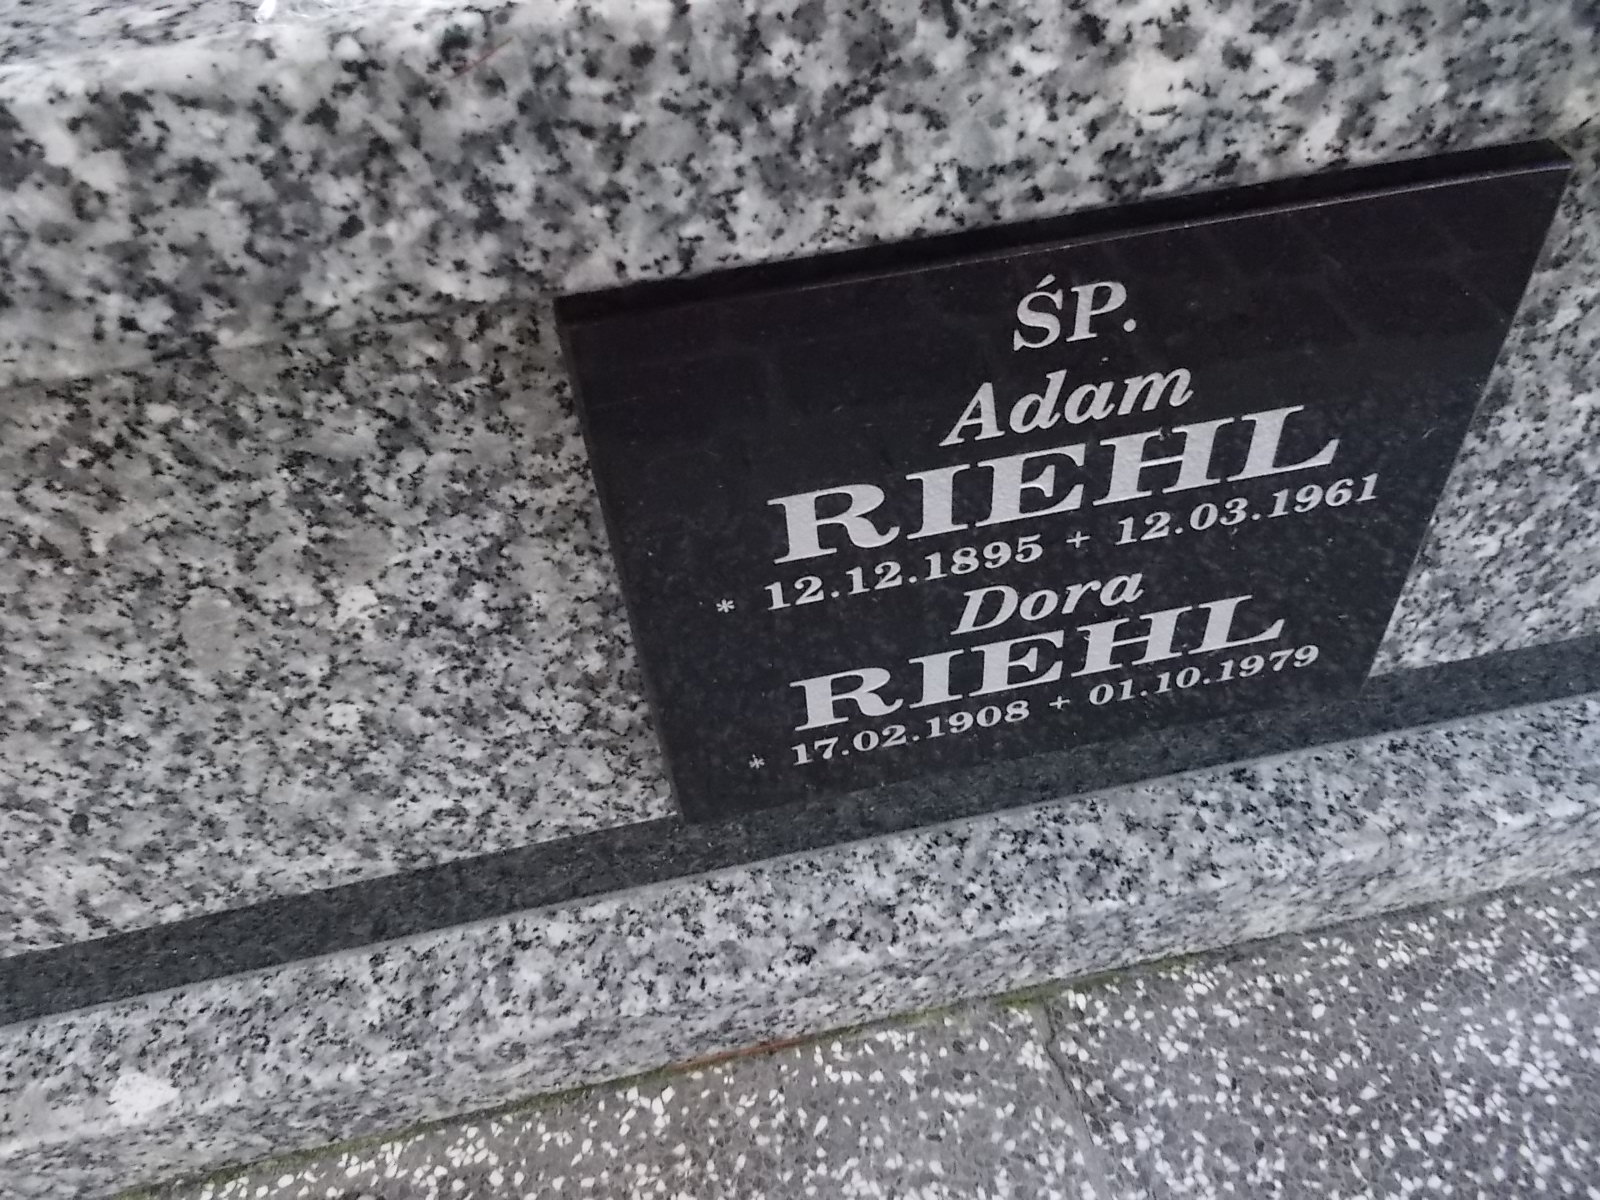 ŚP.
Adam
RIEHL
* 12.12.1895 + 12.03.1961
Dora
RIEHL
* 17.02.1908 + 01.10.1979